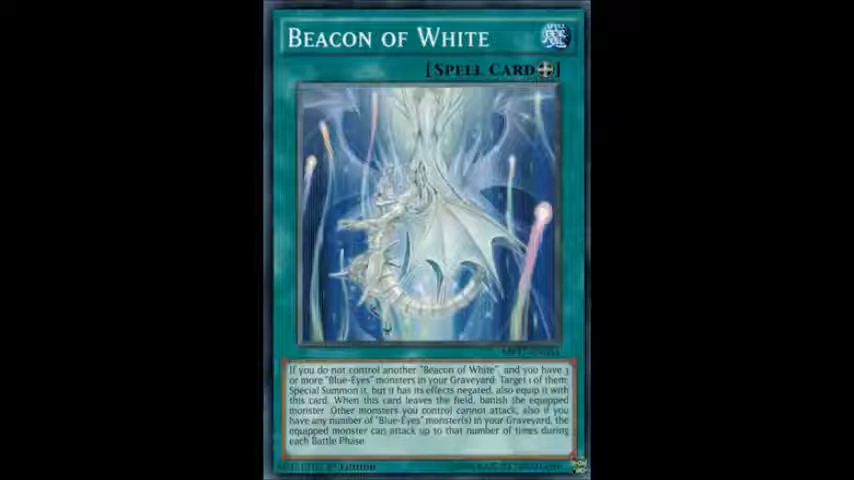 BEACON OF WHITE
[SPELL CARD]
If you do not control another "Beacon of White", and you have 3
or more "Blue-Eyes" monsters in your Graveyard: Target 1 of them;
Special Summon it, but it has its effects negated, also equip it with
this card. When this card leaves the field, banish the equipped
monster. Other monsters you control cannot attack, also if you
have any number of "Blue-Eyes" monster(s) in your Graveyard, the
equipped monster can attack up to that number of times during
each Battle Phase.
1st Edition